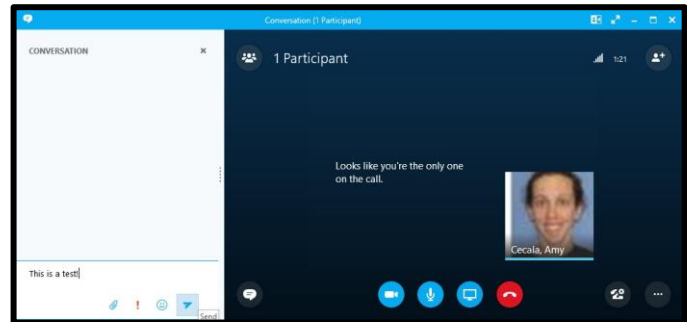 Conversation (1 Participant)
CONVERSATION
1 Participant
1:21
Looks like you're the only one
on the call.
Cecala, Amy
This is a test!
Send